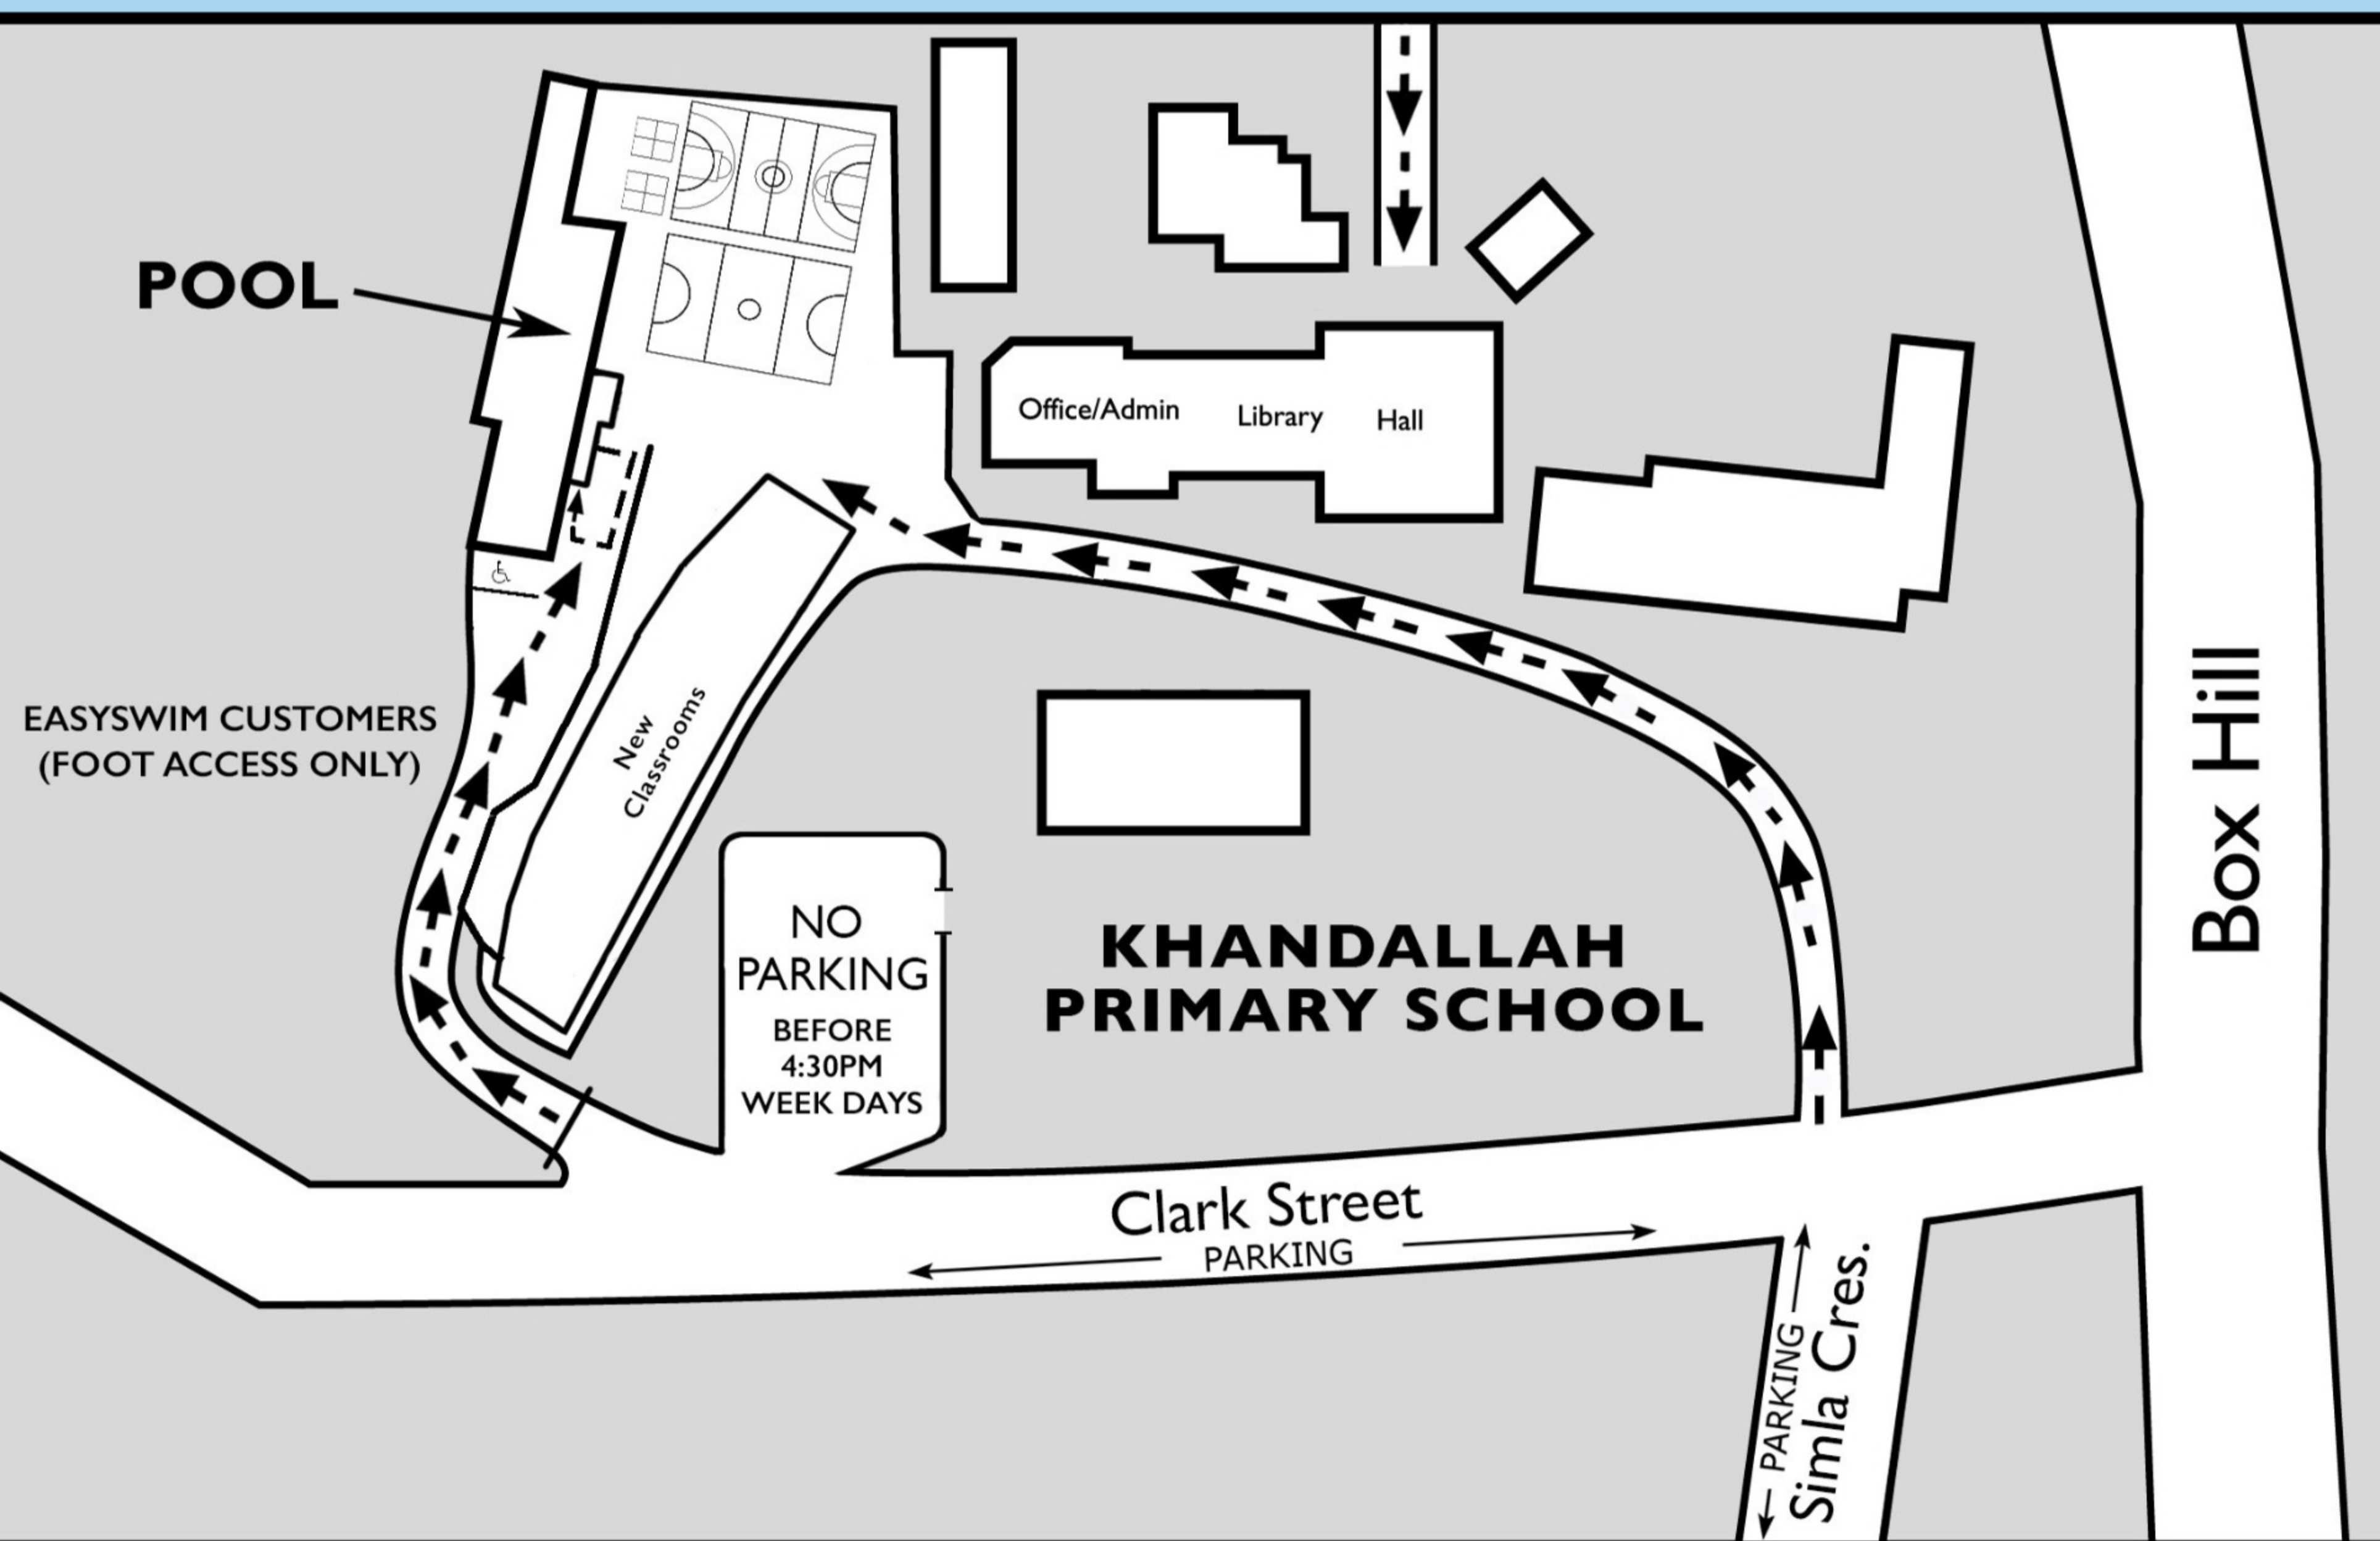 POOL
Office/Admin
Library
Hall
EASYSWIM CUSTOMERS
(FOOT ACCESS ONLY)
New
Classrooms
NO
PARKING
BEFORE
4:30PM
WEEK DAYS
KHANDALLAH
PRIMARY SCHOOL
Box Hill
Clark Street
PARKING
PARKING
Simla Cres.